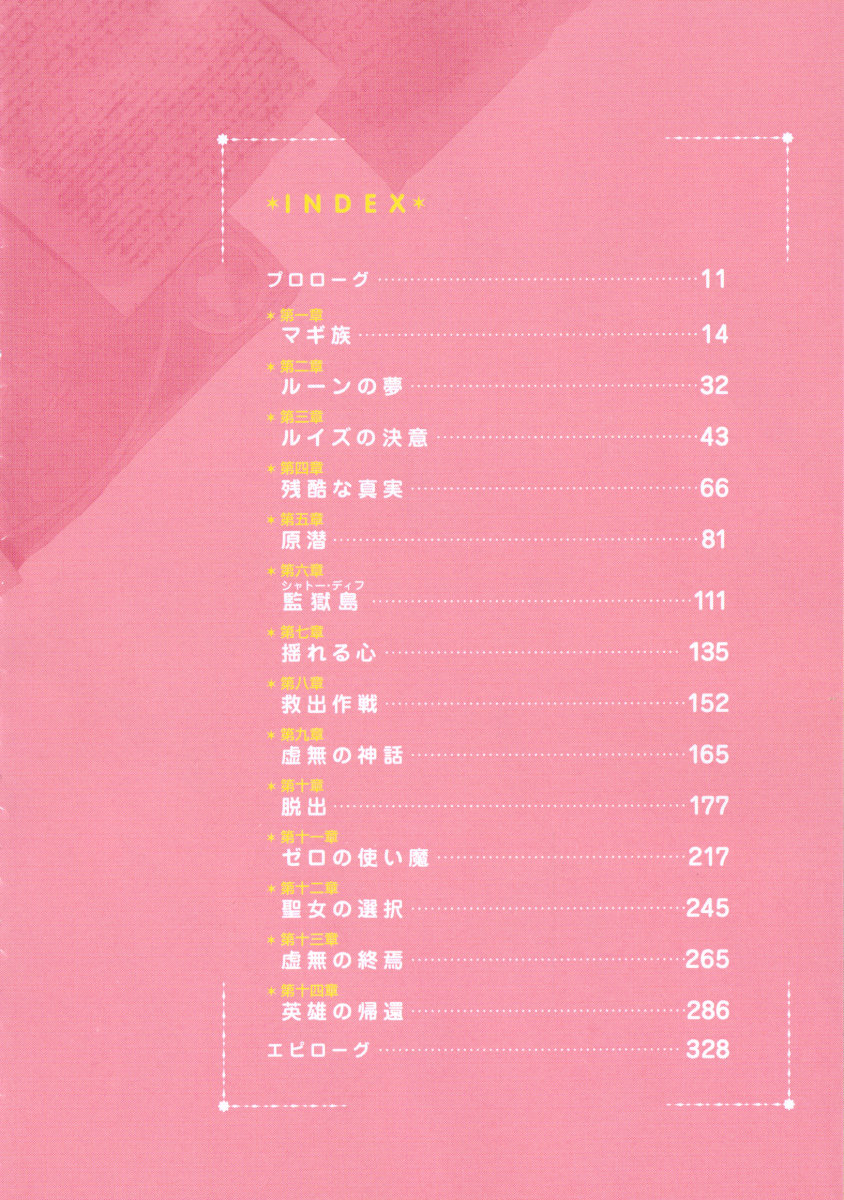 *INDEX*
プロローグ 11
*第一章
マギ族 14
*第二章
ルーンの夢 32
*第三章
ルイズの決意 43
*第四章
残酷な真実 66
*第五章
原潜 81
*第六章
シャトー・ディフ
監獄島 111
*第七章
揺れる心 135
*第八章
救出作戦 152
*第九章
虚無の神話 165
*第十章
脱出 177
*第十一章
ゼロの使い魔 217
*第十二章
聖女の選択 245
*第十三章
虚無の終焉 265
*第十四章
英雄の帰還 286
エピローグ 328